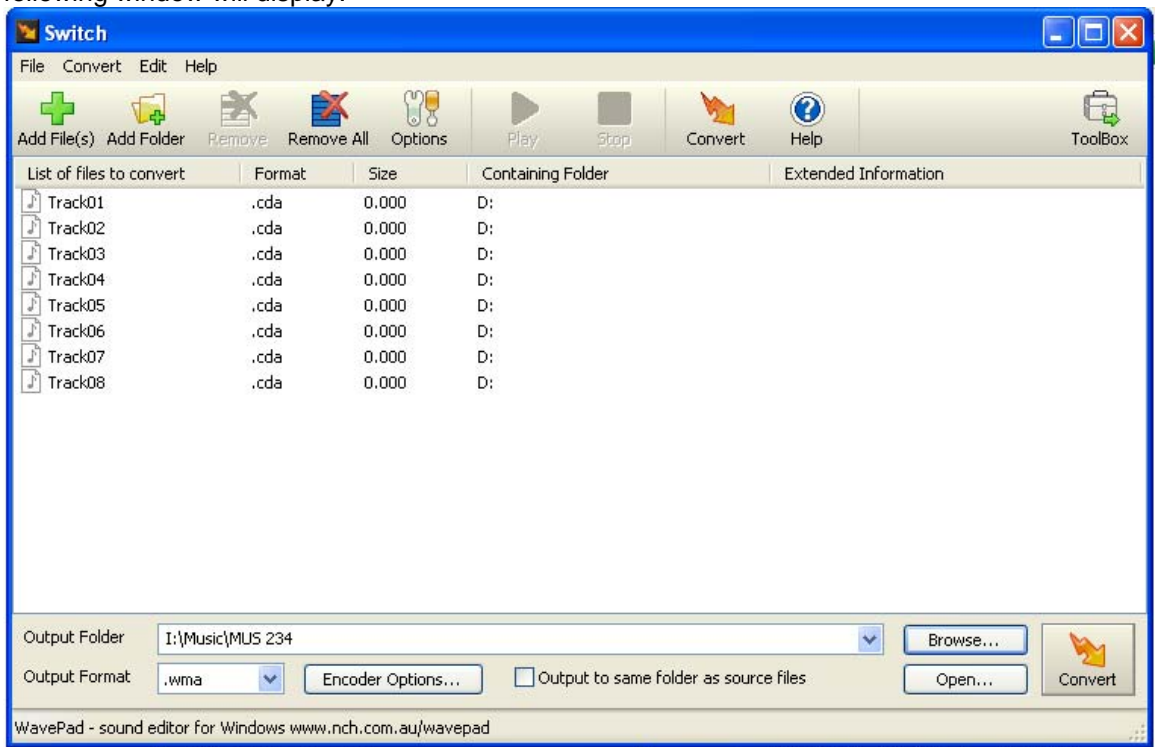 following window will display:
Switch
File Convert Edit Help
Add File(s) Add Folder Remove Remove All Options Play Stop Convert Help ToolBox
List of files to convert Format Size Containing Folder Extended Information
Track01 .cda 0.000 D:
Track02 .cda 0.000 D:
Track03 .cda 0.000 D:
Track04 .cda 0.000 D:
Track05 .cda 0.000 D:
Track06 .cda 0.000 D:
Track07 .cda 0.000 D:
Track08 .cda 0.000 D:
Output Folder I:\Music\MUS 234 Browse...
Output Format .wma Encoder Options... Output to same folder as source files Open... Convert
WavePad - sound editor for Windows www.nch.com.au/wavepad